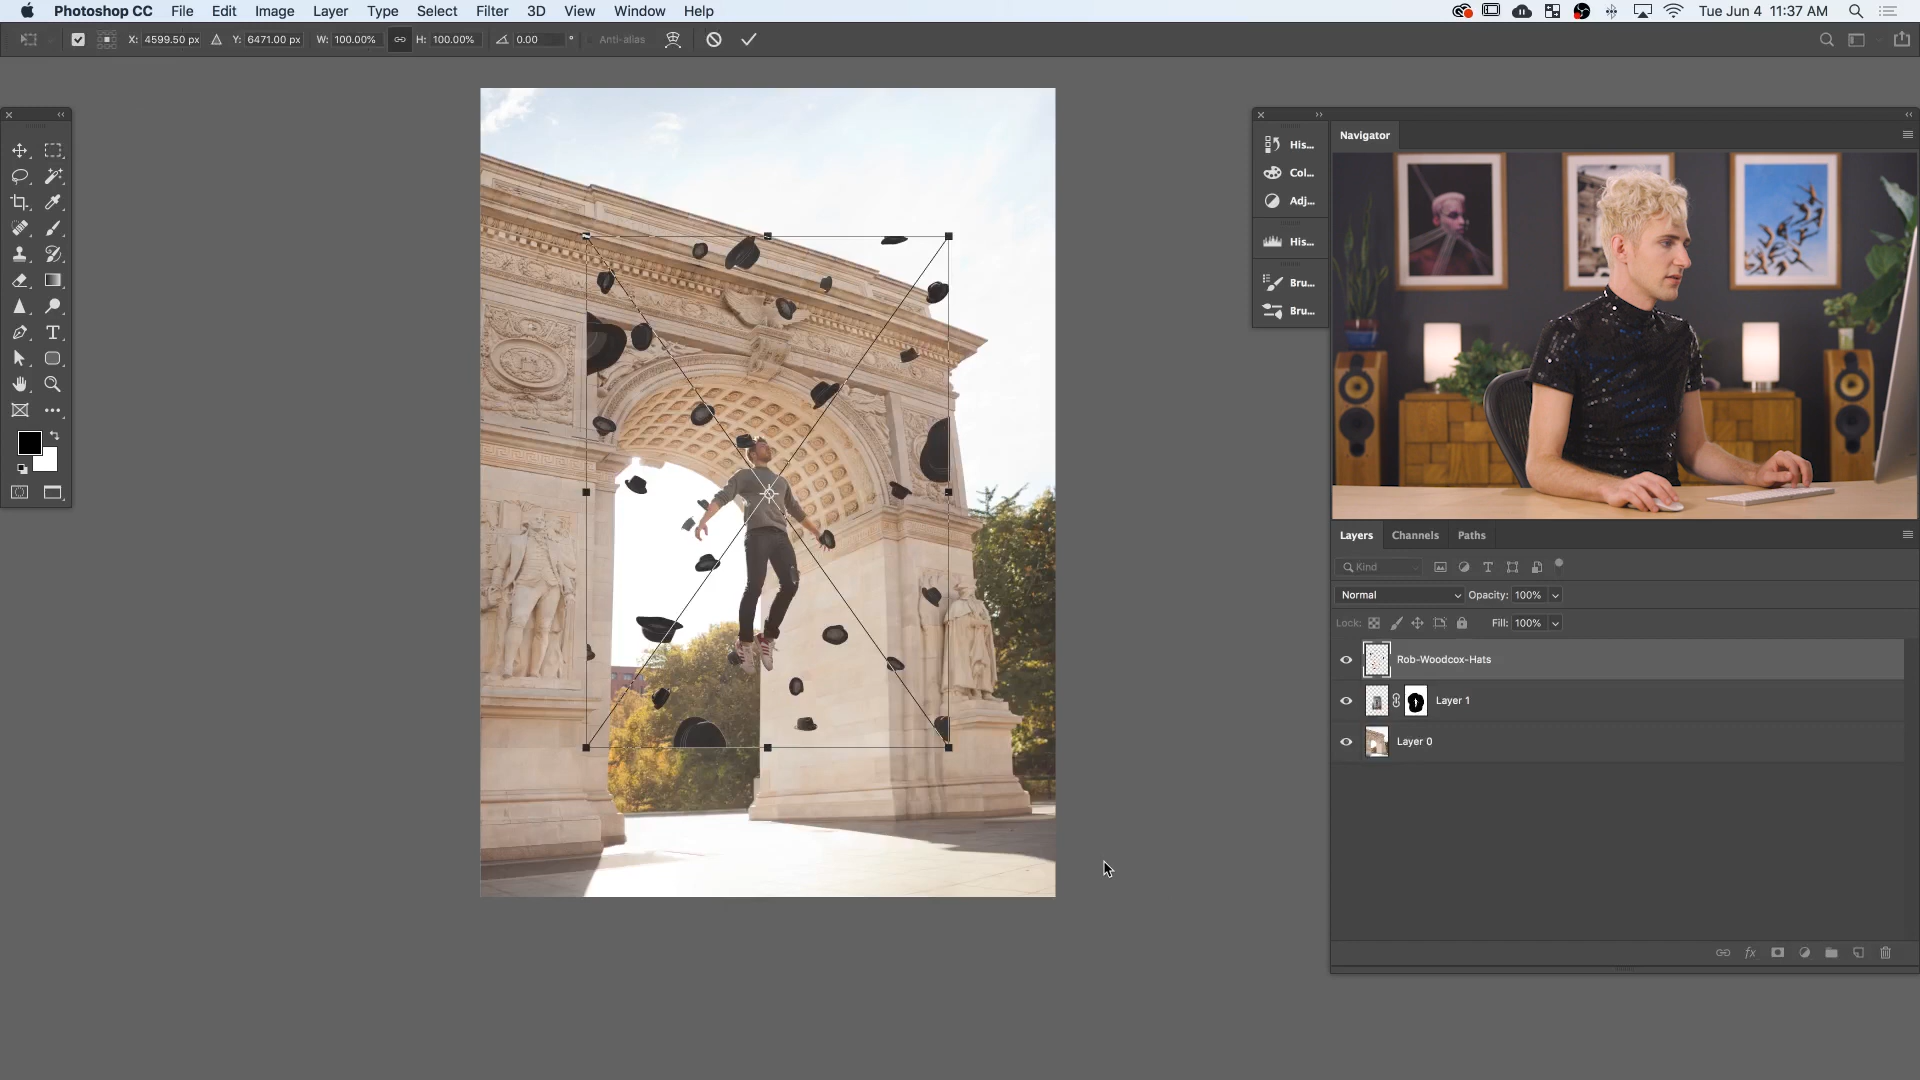 Photoshop CC File Edit Image Layer Type Select Filter 3D View Window Help Tue Jun 4 11:37 AM
X: 4599.50 px Y: 6471.00 px W: 100.00% H: 100.00% 0.00 ° Anti-alias
Navigator
His...
Col...
Adj...
His...
Bru...
Bru...
Layers Channels Paths
Kind
Normal Opacity: 100%
Lock: Fill: 100%
Rob-Woodcox-Hats
Layer 1
Layer 0
fx